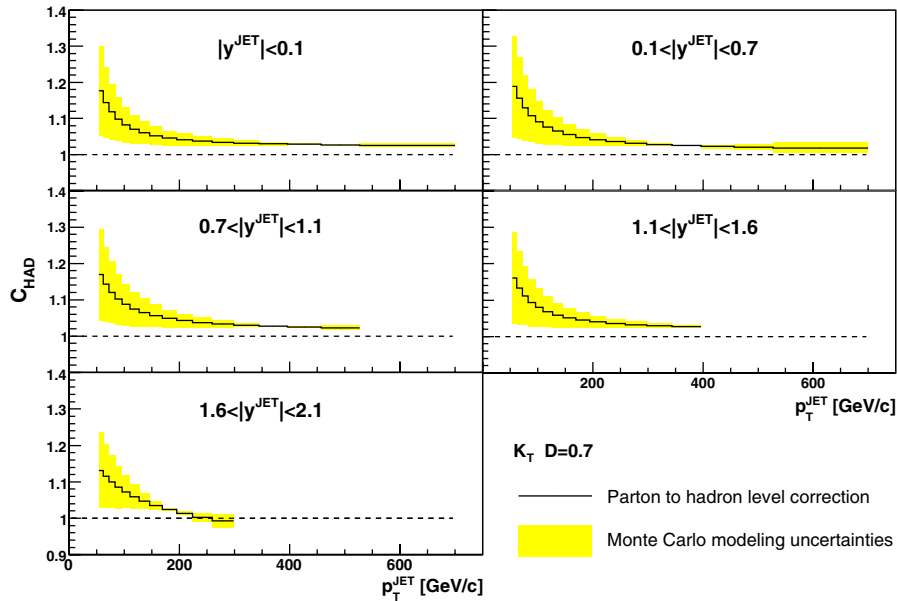 1.4
1.3
1.2
1.1
1
|y^JET|<0.1
0.1<|y^JET|<0.7
1.4
1.3
1.2
1.1
1
C_HAD
0.7<|y^JET|<1.1
1.1<|y^JET|<1.6
200 400 600
p_T^JET [GeV/c]
1.4
1.3
1.2
1.1
1
0.9
1.6<|y^JET|<2.1
0 200 400 600
p_T^JET [GeV/c]
K_T D=0.7
Parton to hadron level correction
Monte Carlo modeling uncertainties